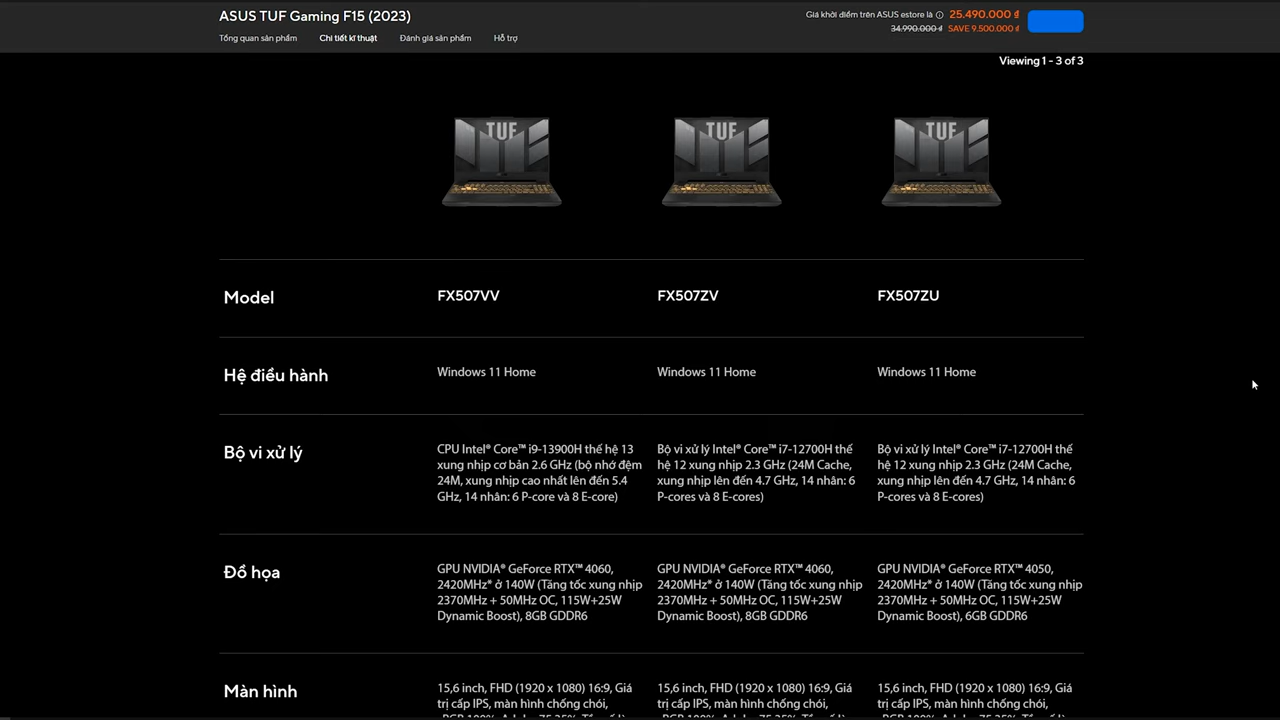 ASUS TUF Gaming F15 (2023)
Giá khởi điểm trên ASUS estore là 25.490.000 ₫
34.990.000 ₫ SAVE 9.500.000 ₫
Tổng quan sản phẩm Chi tiết kĩ thuật Đánh giá sản phẩm Hỗ trợ
Viewing 1 - 3 of 3
TUF TUF TUF
Model FX507VV FX507ZV FX507ZU
Hệ điều hành Windows 11 Home Windows 11 Home Windows 11 Home
Bộ vi xử lý
CPU Intel® Core™ i9-13900H thế hệ 13
xung nhịp cơ bản 2.6 GHz (bộ nhớ đệm
24M, xung nhịp cao nhất lên đến 5.4
GHz, 14 nhân: 6 P-core và 8 E-core)
Bộ vi xử lý Intel® Core™ i7-12700H thế
hệ 12 xung nhịp 2.3 GHz (24M Cache,
xung nhịp lên đến 4.7 GHz, 14 nhân: 6
P-cores và 8 E-cores)
Bộ vi xử lý Intel® Core™ i7-12700H thế
hệ 12 xung nhịp 2.3 GHz (24M Cache,
xung nhịp lên đến 4.7 GHz, 14 nhân: 6
P-cores và 8 E-cores)
Đồ họa
GPU NVIDIA® GeForce RTX™ 4060,
2420MHz* ở 140W (Tăng tốc xung nhịp
2370MHz + 50MHz OC, 115W+25W
Dynamic Boost), 8GB GDDR6
GPU NVIDIA® GeForce RTX™ 4060,
2420MHz* ở 140W (Tăng tốc xung nhịp
2370MHz + 50MHz OC, 115W+25W
Dynamic Boost), 8GB GDDR6
GPU NVIDIA® GeForce RTX™ 4050,
2420MHz* ở 140W (Tăng tốc xung nhịp
2370MHz + 50MHz OC, 115W+25W
Dynamic Boost), 6GB GDDR6
Màn hình
15,6 inch, FHD (1920 x 1080) 16:9, Giá
trị cấp IPS, màn hình chống chói,
15,6 inch, FHD (1920 x 1080) 16:9, Giá
trị cấp IPS, màn hình chống chói,
15,6 inch, FHD (1920 x 1080) 16:9, Giá
trị cấp IPS, màn hình chống chói,